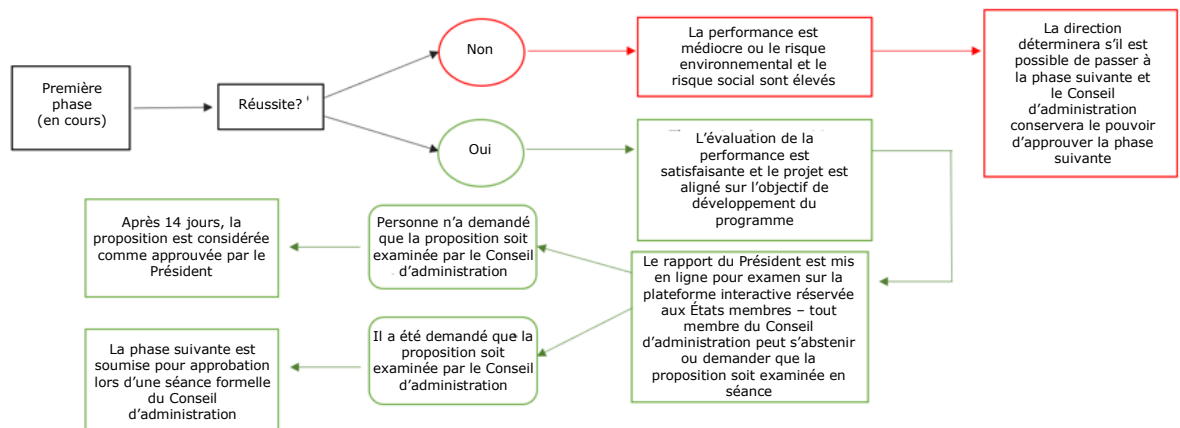 Première
phase
(en cours)
Réussite?
Non
La performance est
médiocre ou le risque
environnemental et le
risque social sont élevés
La direction
déterminera s'il est
possible de passer à
la phase suivante et
le Conseil
d'administration
conservera le pouvoir
d'approuver la phase
suivante
Oui
L'évaluation de la
performance est
satisfaisante et le projet est
aligné sur l'objectif de
développement du
programme
Le rapport du Président est mis
en ligne pour examen sur la
plateforme interactive réservée
aux États membres – tout
membre du Conseil
d'administration peut s'abstenir
ou demander que la
proposition soit examinée en
séance
Personne n'a demandé
que la proposition soit
examinée par le Conseil
d'administration
Après 14 jours, la
proposition est considérée
comme approuvée par le
Président
Il a été demandé que la
proposition soit
examinée par le Conseil
d'administration
La phase suivante est
soumise pour approbation
lors d'une séance formelle
du Conseil
d'administration